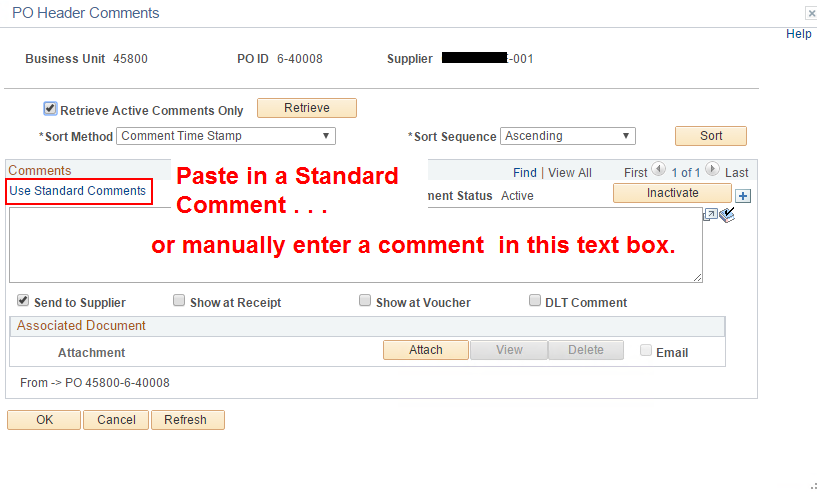 PO Header Comments
Help
Business Unit 45800 PO ID 6-40008 Supplier -001
Retrieve Active Comments Only Retrieve
*Sort Method Comment Time Stamp *Sort Sequence Ascending Sort
Comments Find | View All First 1 of 1 Last
Use Standard Comments ment Status Active Inactivate
Paste in a Standard
Comment . . .
or manually enter a comment in this text box.
Send to Supplier Show at Receipt Show at Voucher DLT Comment
Associated Document
Attachment Attach View Delete Email
From -> PO 45800-6-40008
OK Cancel Refresh